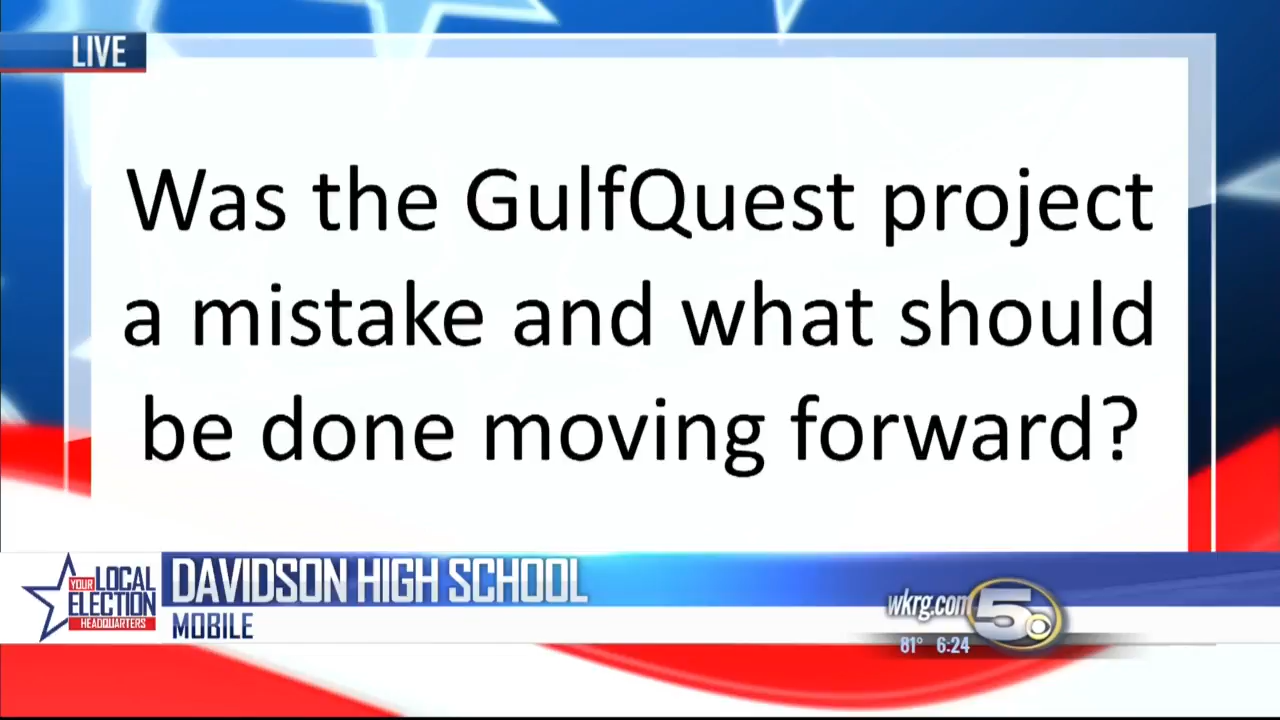 LIVE
Was the GulfQuest project
a mistake and what should
be done moving forward?
YOUR LOCAL
ELECTION
HEADQUARTERS
DAVIDSON HIGH SCHOOL
MOBILE
wkrg.com 5
81° 6:24